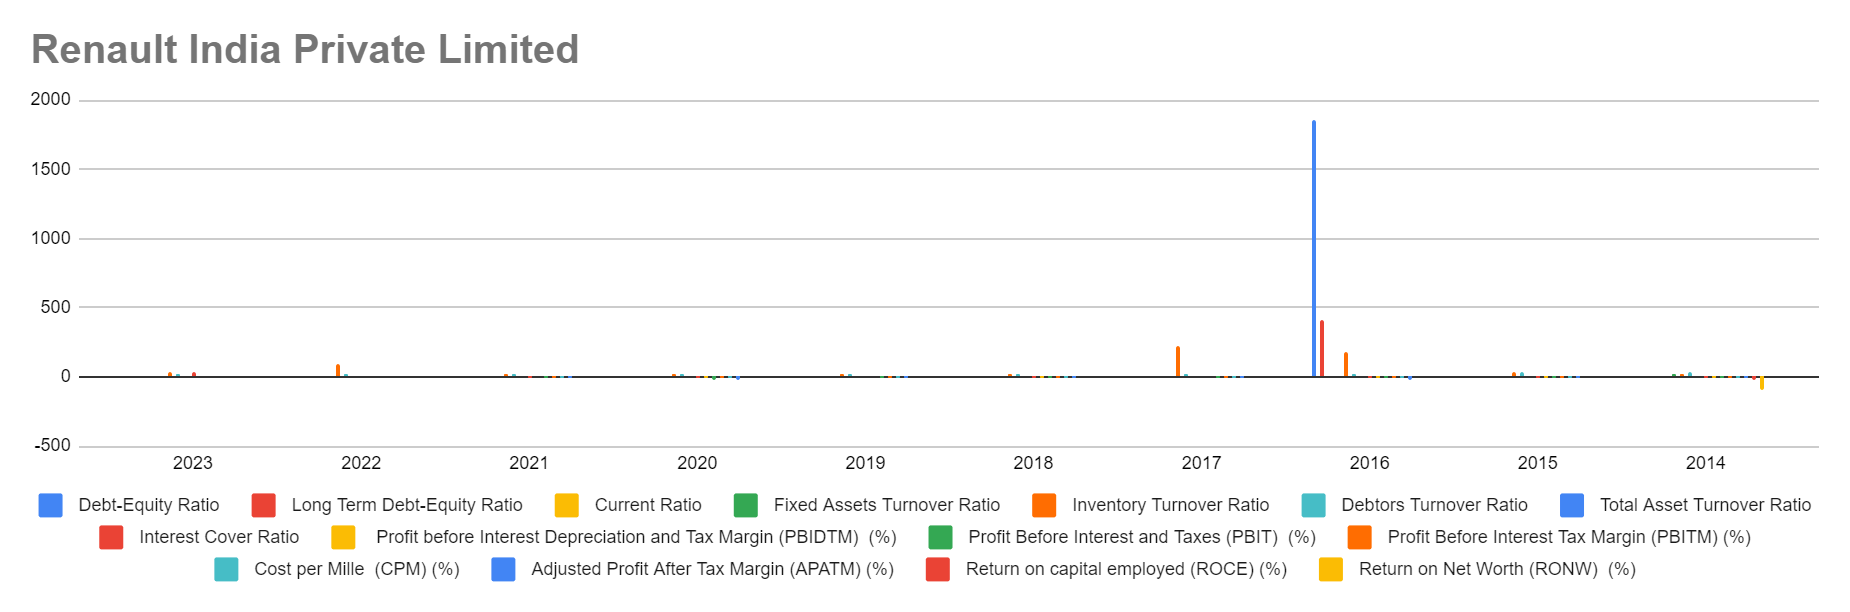 Renault India Private Limited
2000
1500
1000
500
0
-500
2023 2022 2021 2020 2019 2018 2017 2016 2015 2014
Debt-Equity Ratio Long Term Debt-Equity Ratio Current Ratio Fixed Assets Turnover Ratio Inventory Turnover Ratio Debtors Turnover Ratio Total Asset Turnover Ratio
Interest Cover Ratio Profit before Interest Depreciation and Tax Margin (PBIDTM) (%) Profit Before Interest and Taxes (PBIT) (%) Profit Before Interest Tax Margin (PBITM) (%)
Cost per Mille (CPM) (%) Adjusted Profit After Tax Margin (APATM) (%) Return on capital employed (ROCE) (%) Return on Net Worth (RONW) (%)